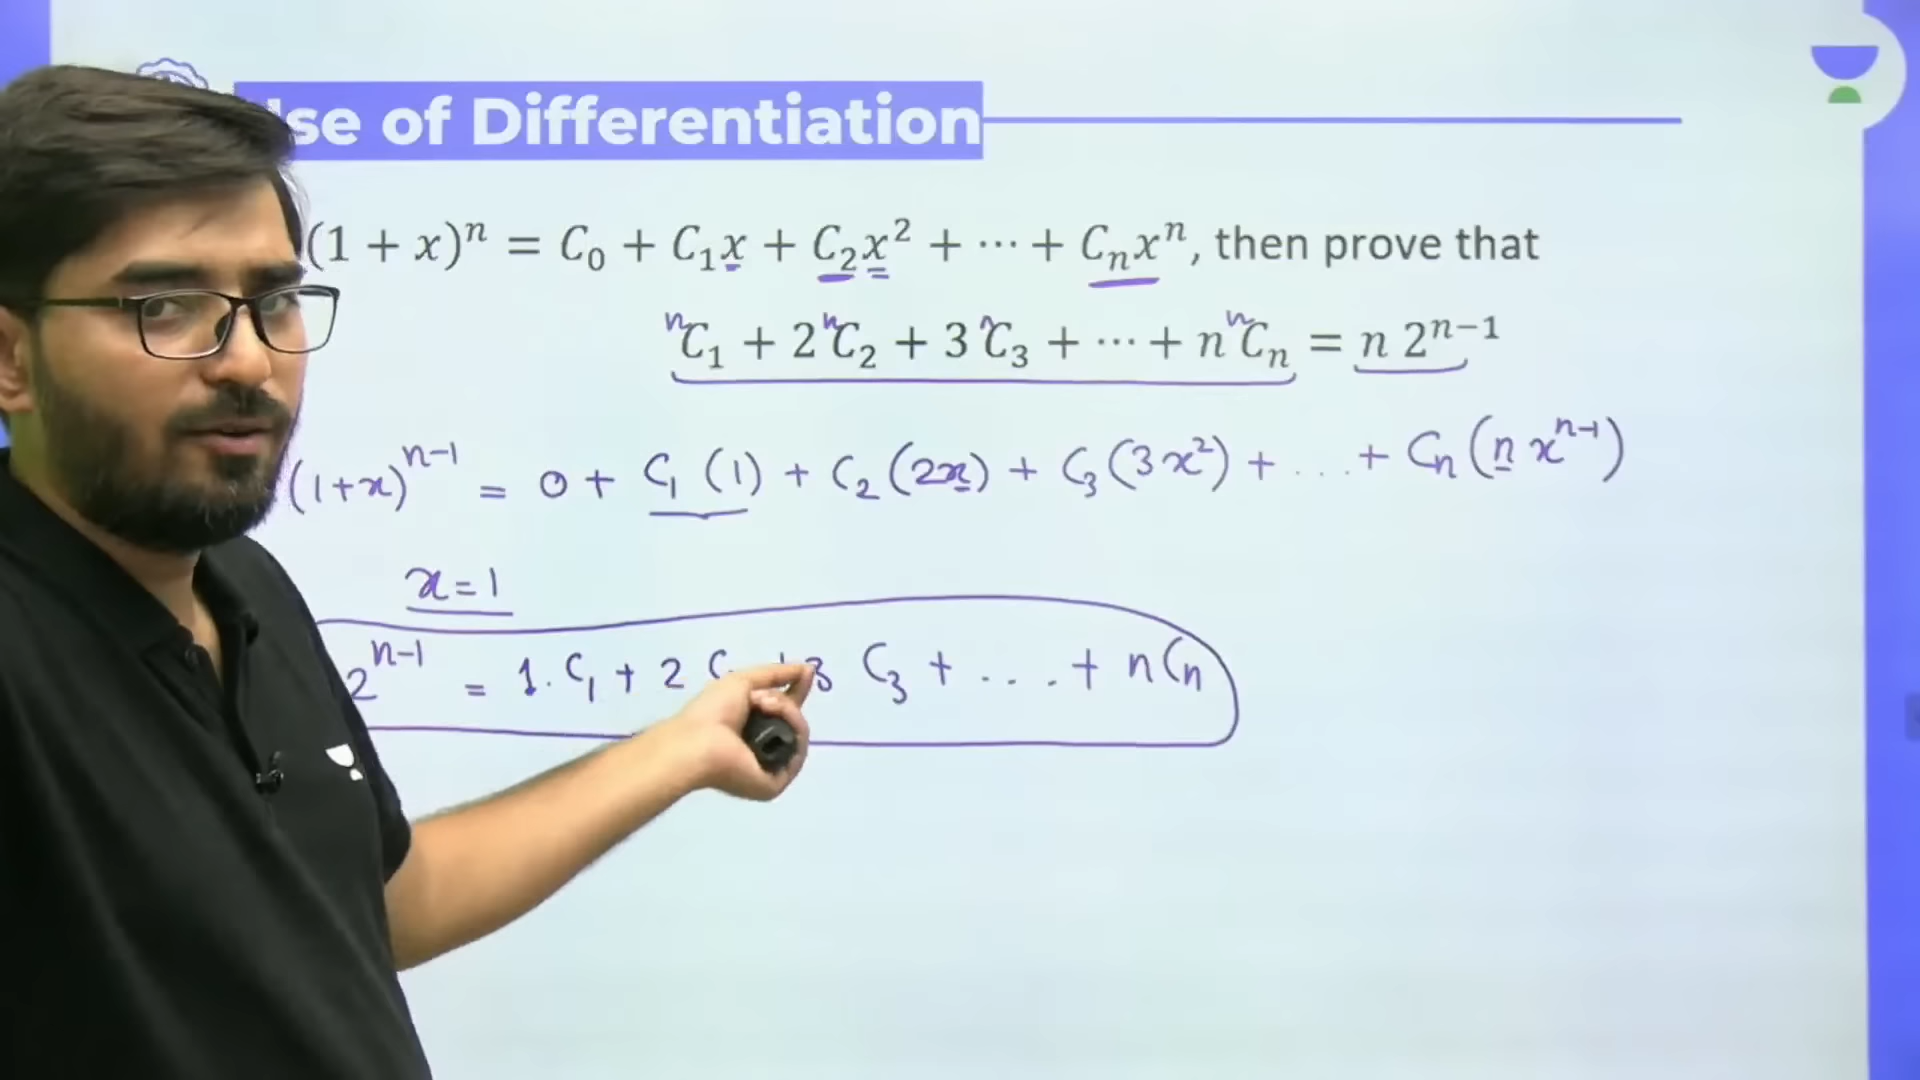 se of Differentiation
(1 + x)ⁿ = C₀ + C₁x + C₂x² + ⋯ + Cₙxⁿ, then prove that
ⁿC₁ + 2ⁿC₂ + 3ⁿC₃ + ⋯ + nⁿCₙ = n 2ⁿ⁻¹
(1+x)ⁿ⁻¹ = 0 + C₁ (1) + C₂ (2x) + C₃ (3x²) + ... + Cₙ (n xⁿ⁻¹)
x = 1
2ⁿ⁻¹ = 1. C₁ + 2 C + 3 C₃ + .... + n Cₙ